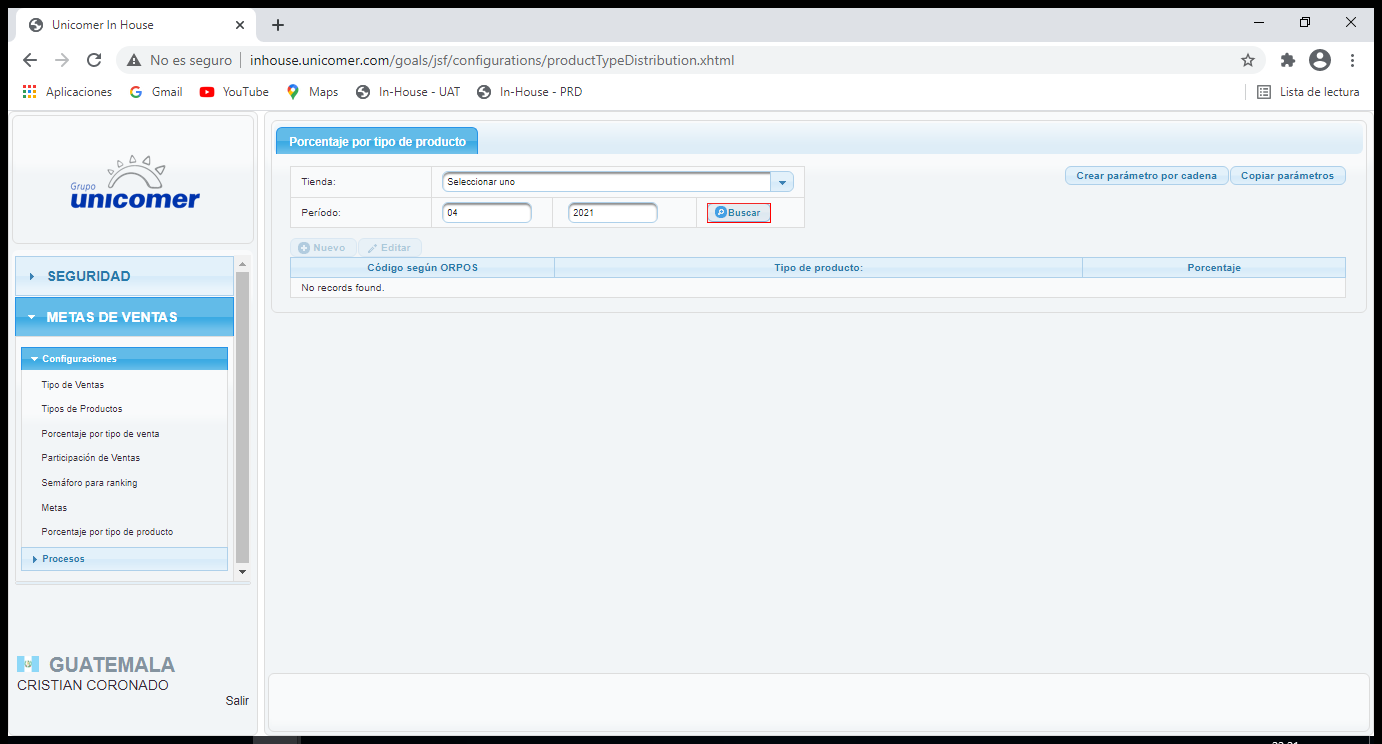 Unicomer In House
No es seguro
inhouse.unicomer.com/goals/jsf/configurations/productTypeDistribution.xhtml
Aplicaciones Gmail YouTube Maps In-House - UAT In-House - PRD Lista de lectura
Grupo
unicomer
SEGURIDAD
METAS DE VENTAS
Configuraciones
Tipo de Ventas
Tipos de Productos
Porcentaje por tipo de venta
Participación de Ventas
Semáforo para ranking
Metas
Porcentaje por tipo de producto
Procesos
GUATEMALA
CRISTIAN CORONADO
Salir
Porcentaje por tipo de producto
Tienda: Seleccionar uno
Crear parámetro por cadena Copiar parámetros
Período: 04 2021 Buscar
Nuevo Editar
Código según ORPOS Tipo de producto: Porcentaje
No records found.